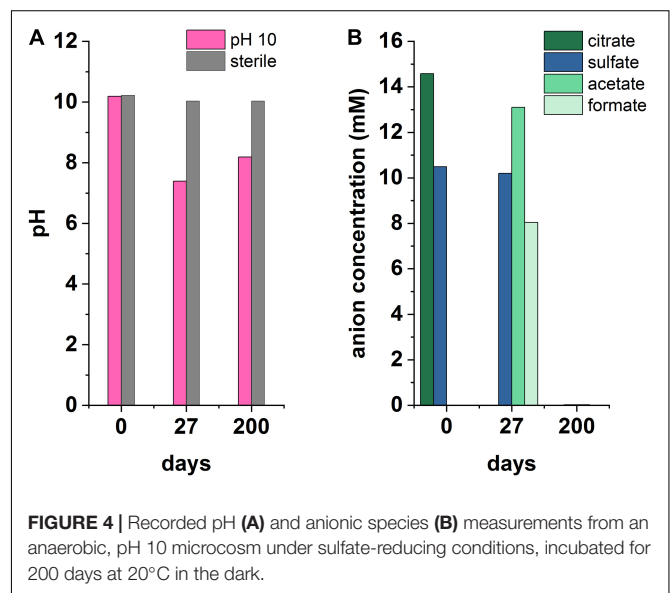 A
pH 10
sterile
12
10
8
6
4
2
0
pH
0 27 200
days
B
citrate
sulfate
acetate
formate
16
14
12
10
8
6
4
2
0
anion concentration (mM)
0 27 200
days
FIGURE 4 | Recorded pH (A) and anionic species (B) measurements from an
anaerobic, pH 10 microcosm under sulfate-reducing conditions, incubated for
200 days at 20°C in the dark.